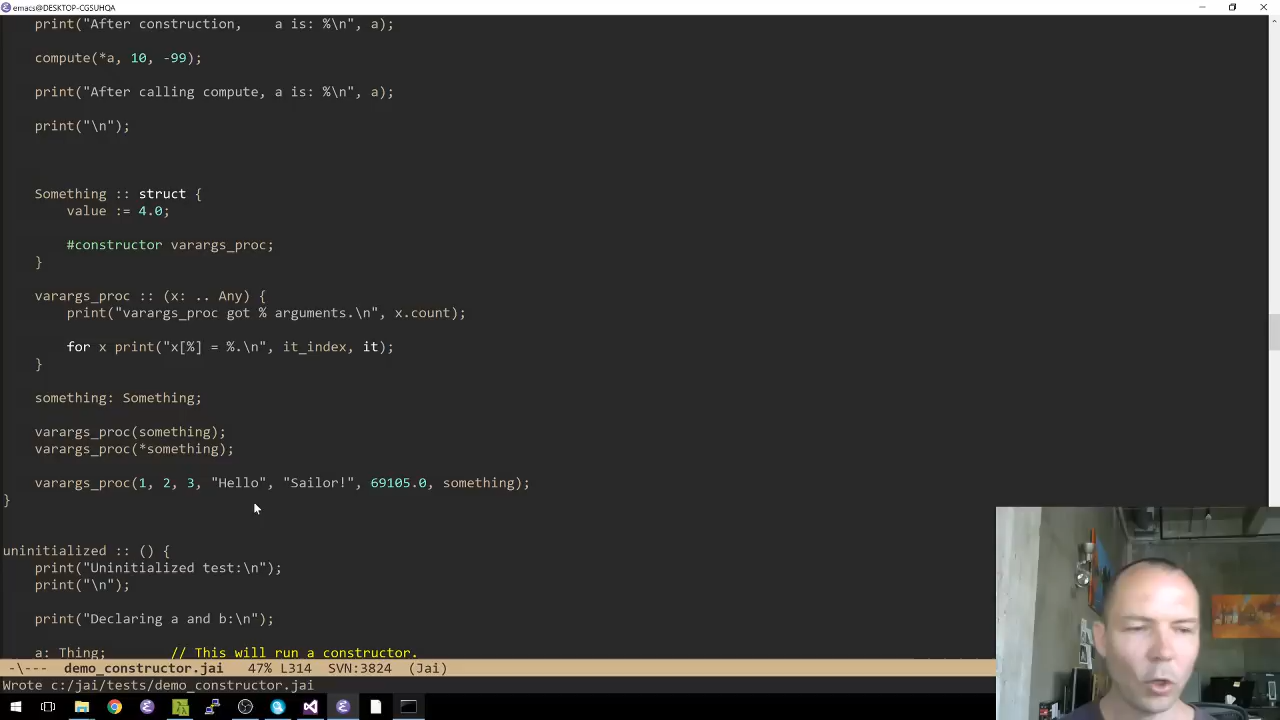 emacs@DESKTOP-CGSUHQA
print("After construction,    a is: %\n", a);
compute(*a, 10, -99);
print("After calling compute, a is: %\n", a);
print("\n");
Something :: struct {
value := 4.0;
#constructor varargs_proc;
}
varargs_proc :: (x: .. Any) {
print("varargs_proc got % arguments.\n", x.count);
for x print("x[%] = %.\n", it_index, it);
}
something: Something;
varargs_proc(something);
varargs_proc(*something);
varargs_proc(1, 2, 3, "Hello", "Sailor!", 69105.0, something);
}
uninitialized :: () {
print("Uninitialized test:\n");
print("\n");
print("Declaring a and b:\n");
a: Thing;        // This will run a constructor.
-\---  demo_constructor.jai   47% L314   SVN:3824  (Jai)
Wrote c:/jai/tests/demo_constructor.jai